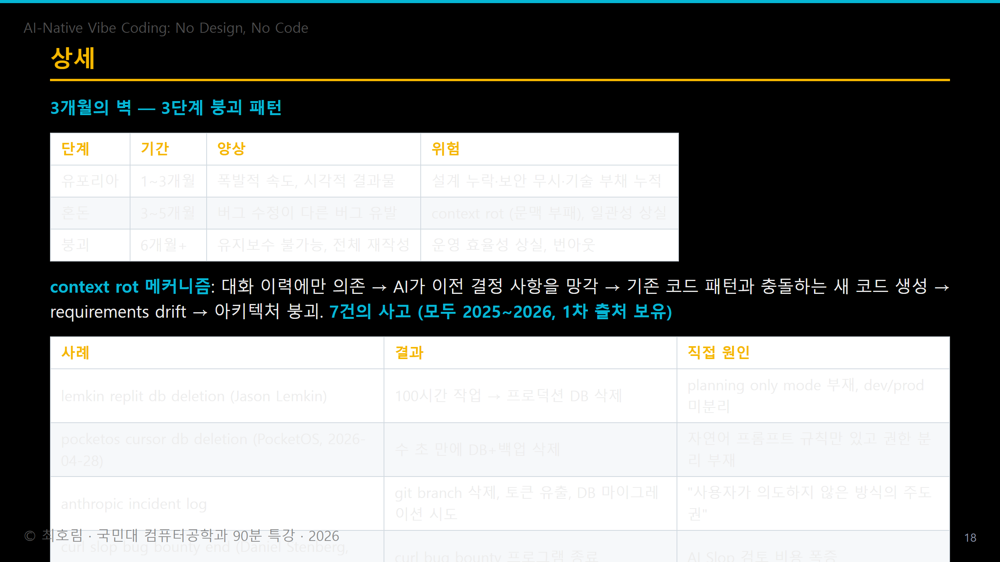 AI-Native Vibe Coding: No Design, No Code
상세
3개월의 벽 — 3단계 붕괴 패턴
단계 기간 양상 위험
유포리아 1~3개월 폭발적 속도, 시각적 결과물 설계 누락·보안 무시·기술 부채 누적
혼돈 3~5개월 버그 수정이 다른 버그 유발 context rot (문맥 부패), 일관성 상실
붕괴 6개월+ 유지보수 불가능, 전체 재작성 운영 효율성 상실, 번아웃
context rot 메커니즘: 대화 이력에만 의존 → AI가 이전 결정 사항을 망각 → 기존 코드 패턴과 충돌하는 새 코드 생성 →
requirements drift → 아키텍처 붕괴. 7건의 사고 (모두 2025~2026, 1차 출처 보유)
사례 결과 직접 원인
lemkin replit db deletion (Jason Lemkin) 100시간 작업 → 프로덕션 DB 삭제 planning only mode 부재, dev/prod
미분리
pocketos cursor db deletion (PocketOS, 2026-
04-28) 수 초 만에 DB+백업 삭제 자연어 프롬프트 규칙만 있고 권한 분
리 부재
anthropic incident log git branch 삭제, 토큰 유출, DB 마이그레
이션 시도 "사용자가 의도하지 않은 방식의 주도
권"
curl slop bug bounty end (Daniel Stenberg, curl bug bounty 프로그램 종료 AI Slop 검토 비용 폭증
© 최호림 · 국민대 컴퓨터공학과 90분 특강 · 2026
18